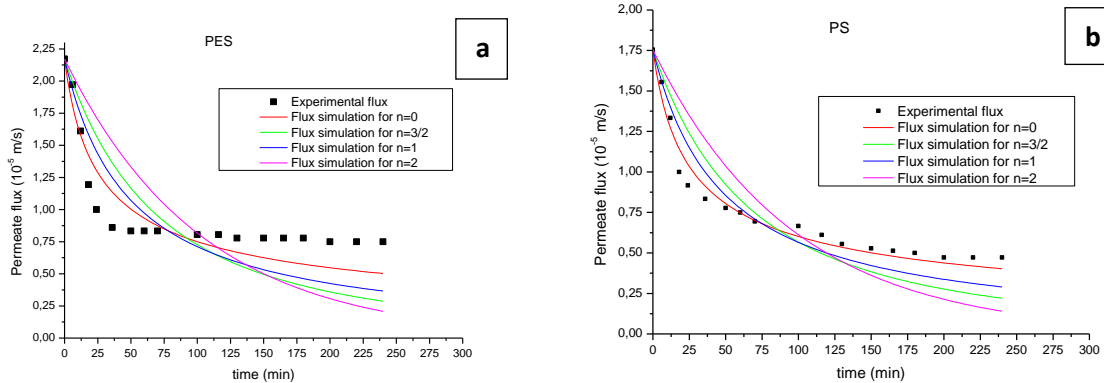 PES
a
2,25
2,00
1,75
1,50
1,25
1,00
0,75
0,50
0,25
0,00
Permeate flux (10-5 m/s)
Experimental flux
Flux simulation for n=0
Flux simulation for n=3/2
Flux simulation for n=1
Flux simulation for n=2
0 25 50 75 100 125 150 175 200 225 250 275 300
time (min)
PS
b
2,00
1,75
1,50
1,25
1,00
0,75
0,50
0,25
0,00
Permeate flux (10-5 m/s)
Experimental flux
Flux simulation for n=0
Flux simulation for n=3/2
Flux simulation for n=1
Flux simulation for n=2
0 25 50 75 100 125 150 175 200 225 250 275 300
time (min)